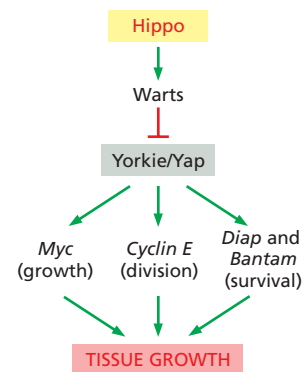 Hippo
Warts
Yorkie/Yap
Myc
(growth)
Cyclin E
(division)
Diap and
Bantam
(survival)
TISSUE GROWTH